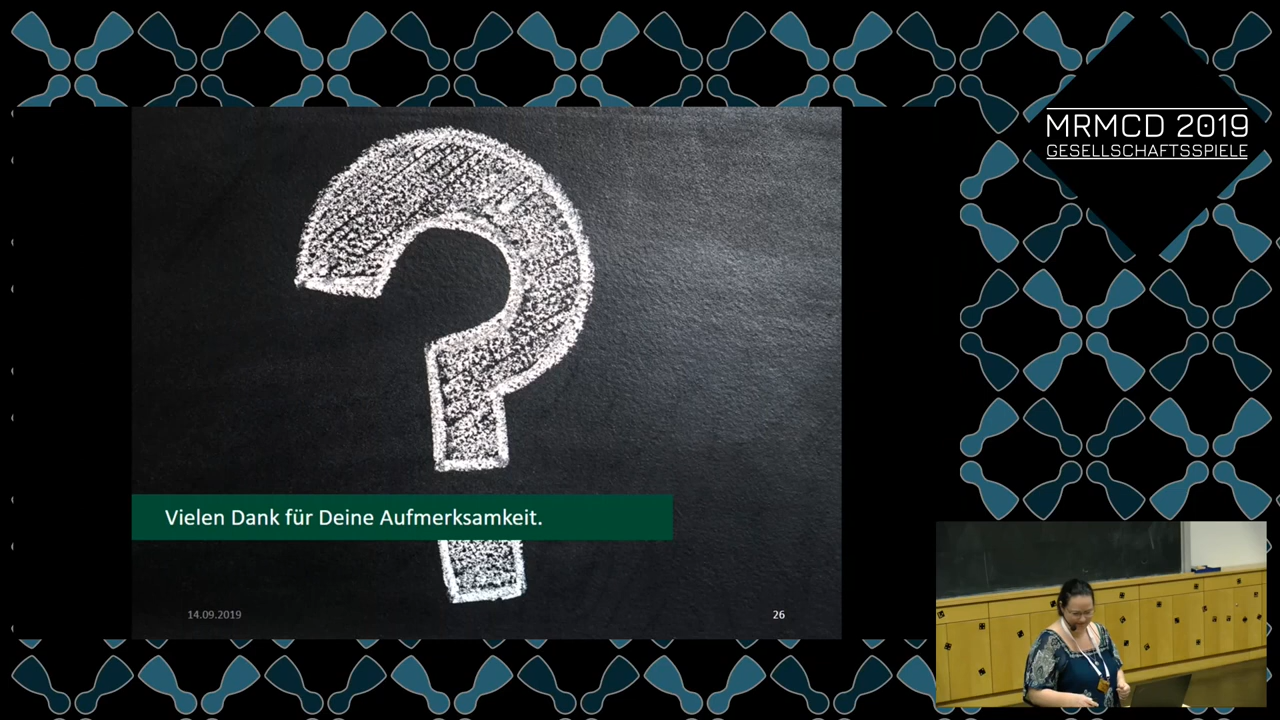 MRMCD 2019
GESELLSCHAFTSSPIELE
Vielen Dank für Deine Aufmerksamkeit.
14.09.2019
26